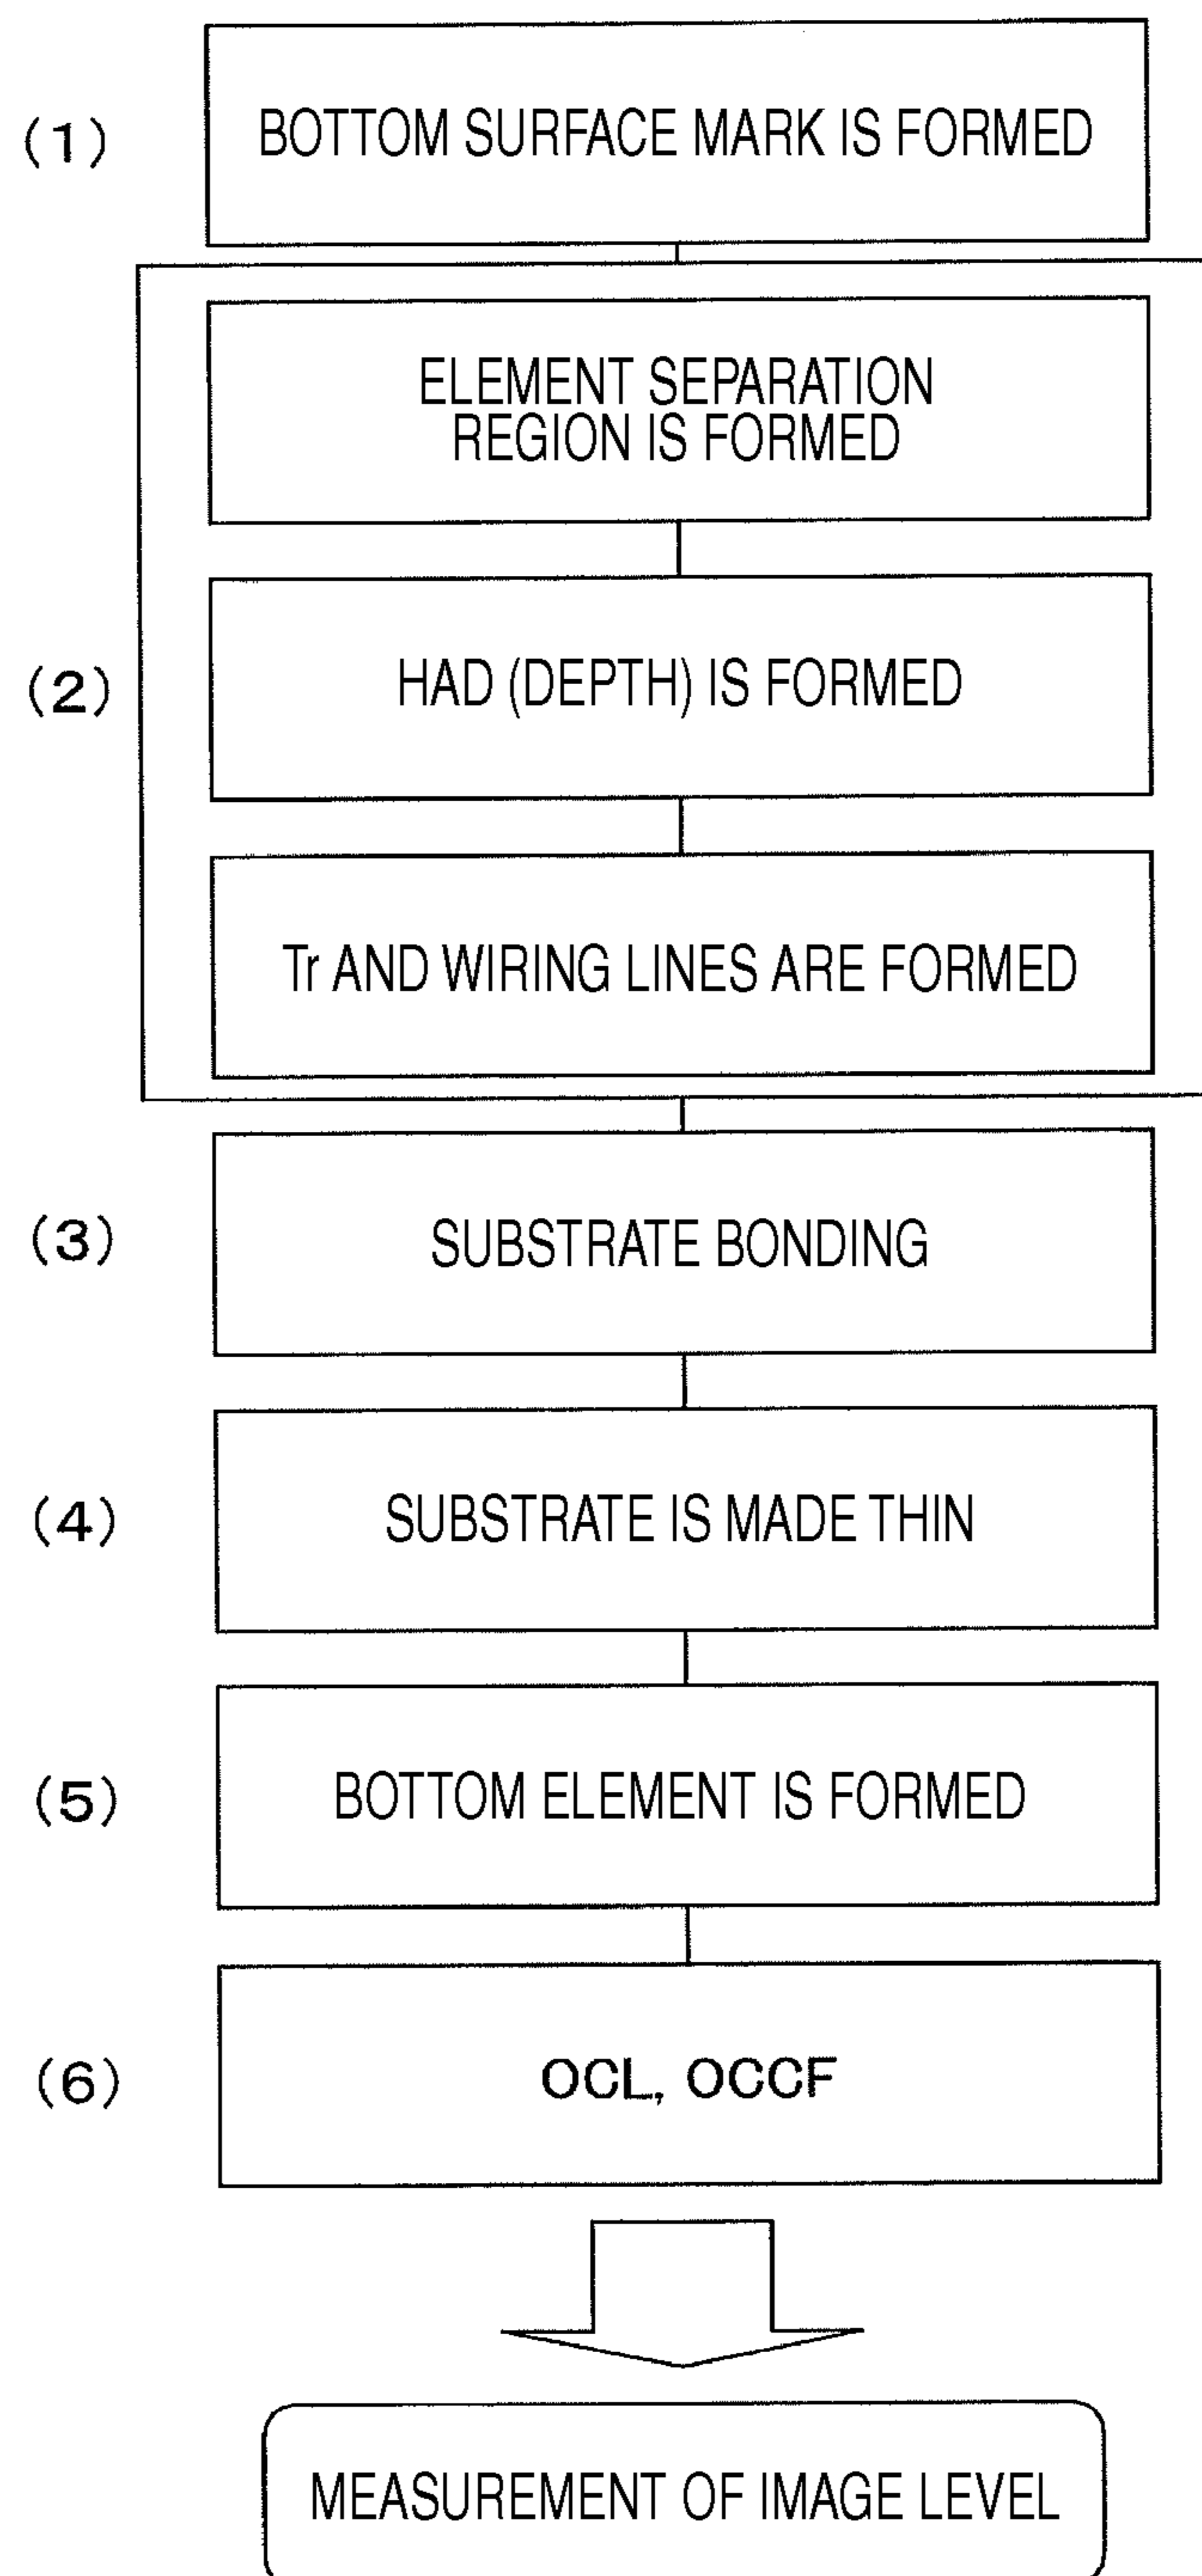 (1)
BOTTOM SURFACE MARK IS FORMED
ELEMENT SEPARATION
REGION IS FORMED
(2)
HAD (DEPTH) IS FORMED
Tr AND WIRING LINES ARE FORMED
(3)
SUBSTRATE BONDING
(4)
SUBSTRATE IS MADE THIN
(5)
BOTTOM ELEMENT IS FORMED
(6)
OCL, OCCF
MEASUREMENT OF IMAGE LEVEL